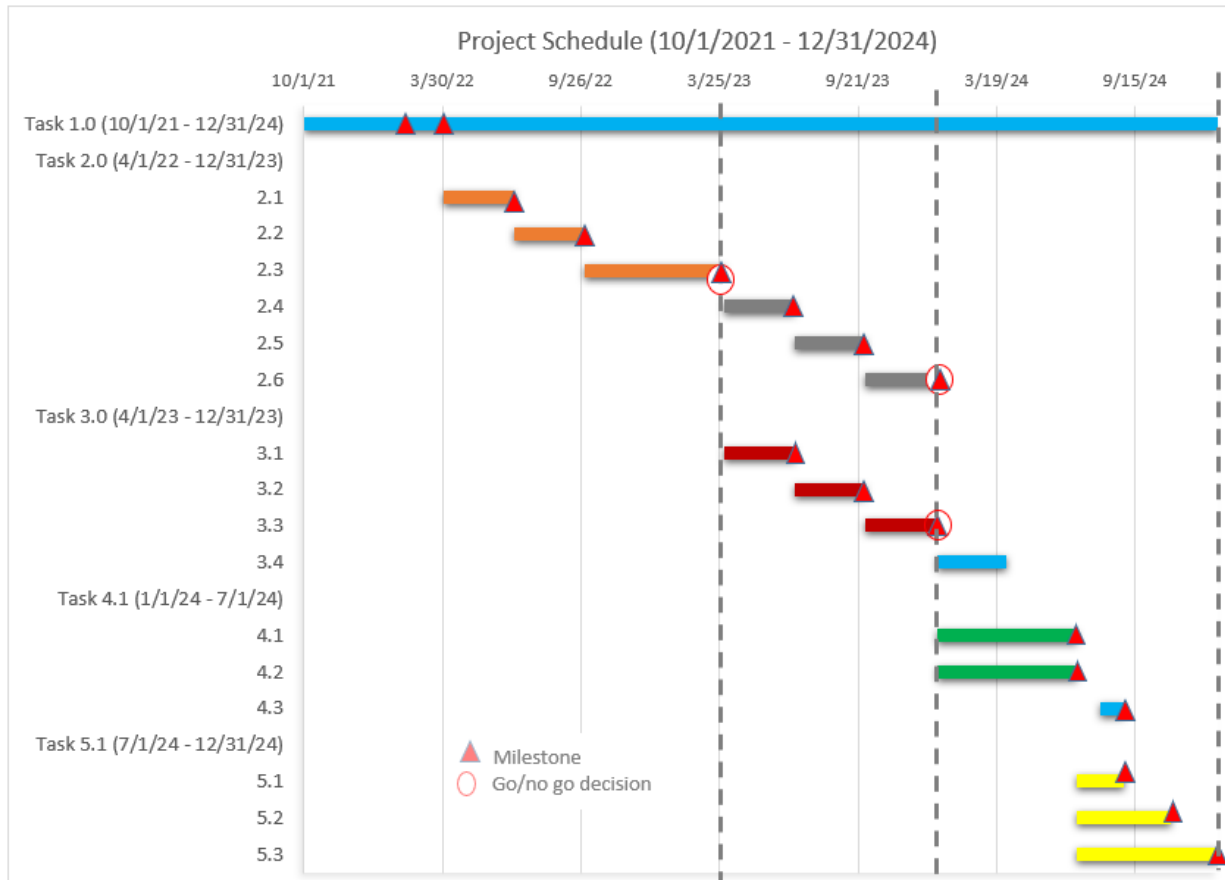 Project Schedule (10/1/2021 - 12/31/2024)
10/1/21 3/30/22 9/26/22 3/25/23 9/21/23 3/19/24 9/15/24
Task 1.0 (10/1/21 - 12/31/24)
Task 2.0 (4/1/22 - 12/31/23)
2.1
2.2
2.3
2.4
2.5
2.6
Task 3.0 (4/1/23 - 12/31/23)
3.1
3.2
3.3
3.4
Task 4.1 (1/1/24 - 7/1/24)
4.1
4.2
4.3
Task 5.1 (7/1/24 - 12/31/24)
Milestone
5.1
Go/no go decision
5.2
5.3